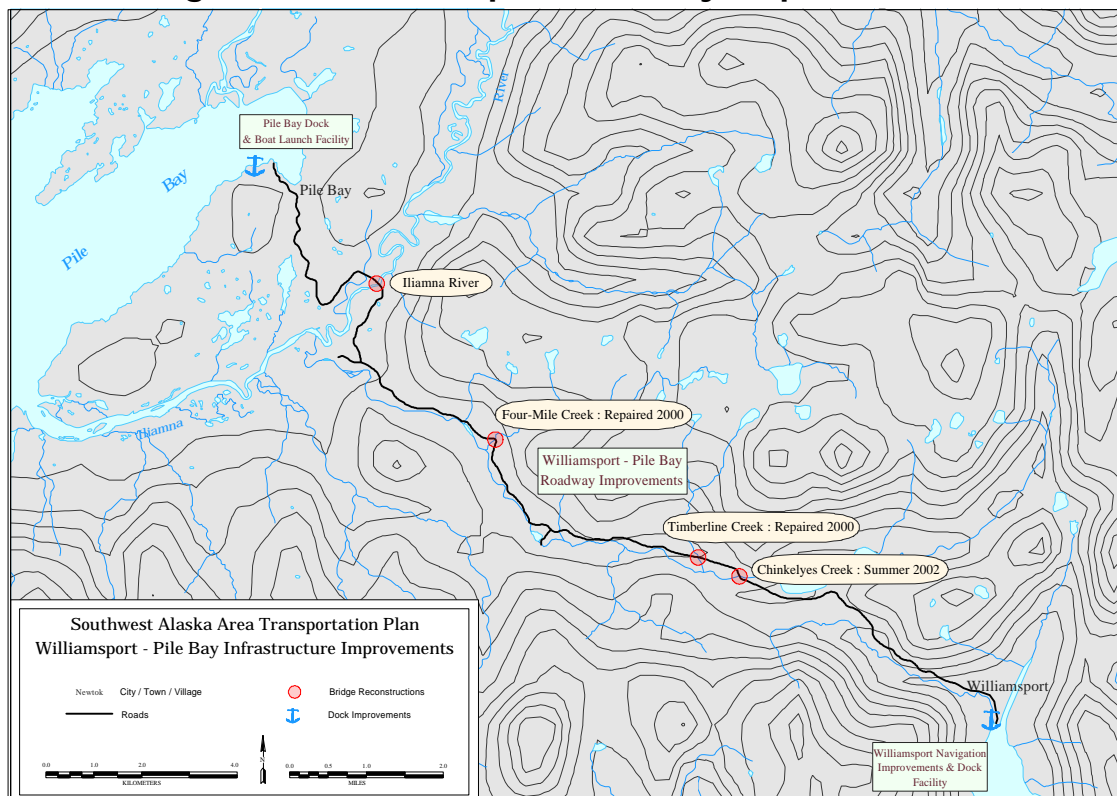 River
Pile Bay Dock
& Boat Launch Facility
Pile Bay
Bay
Pile
Iliamna River
Four-Mile Creek : Repaired 2000
Iliamna
Williamsport - Pile Bay
Roadway Improvements
Timberline Creek : Repaired 2000
Chinkelyes Creek : Summer 2002
Williamsport
Williamsport Navigation
Improvements & Dock
Facility
Southwest Alaska Area Transportation Plan
Williamsport - Pile Bay Infrastructure Improvements
Newtok City / Town / Village
Bridge Reconstructions
Roads
Dock Improvements
N
0.0 1.0 2.0 4.0
KILOMETERS
0.0 0.5 1.0 2.0
MILES